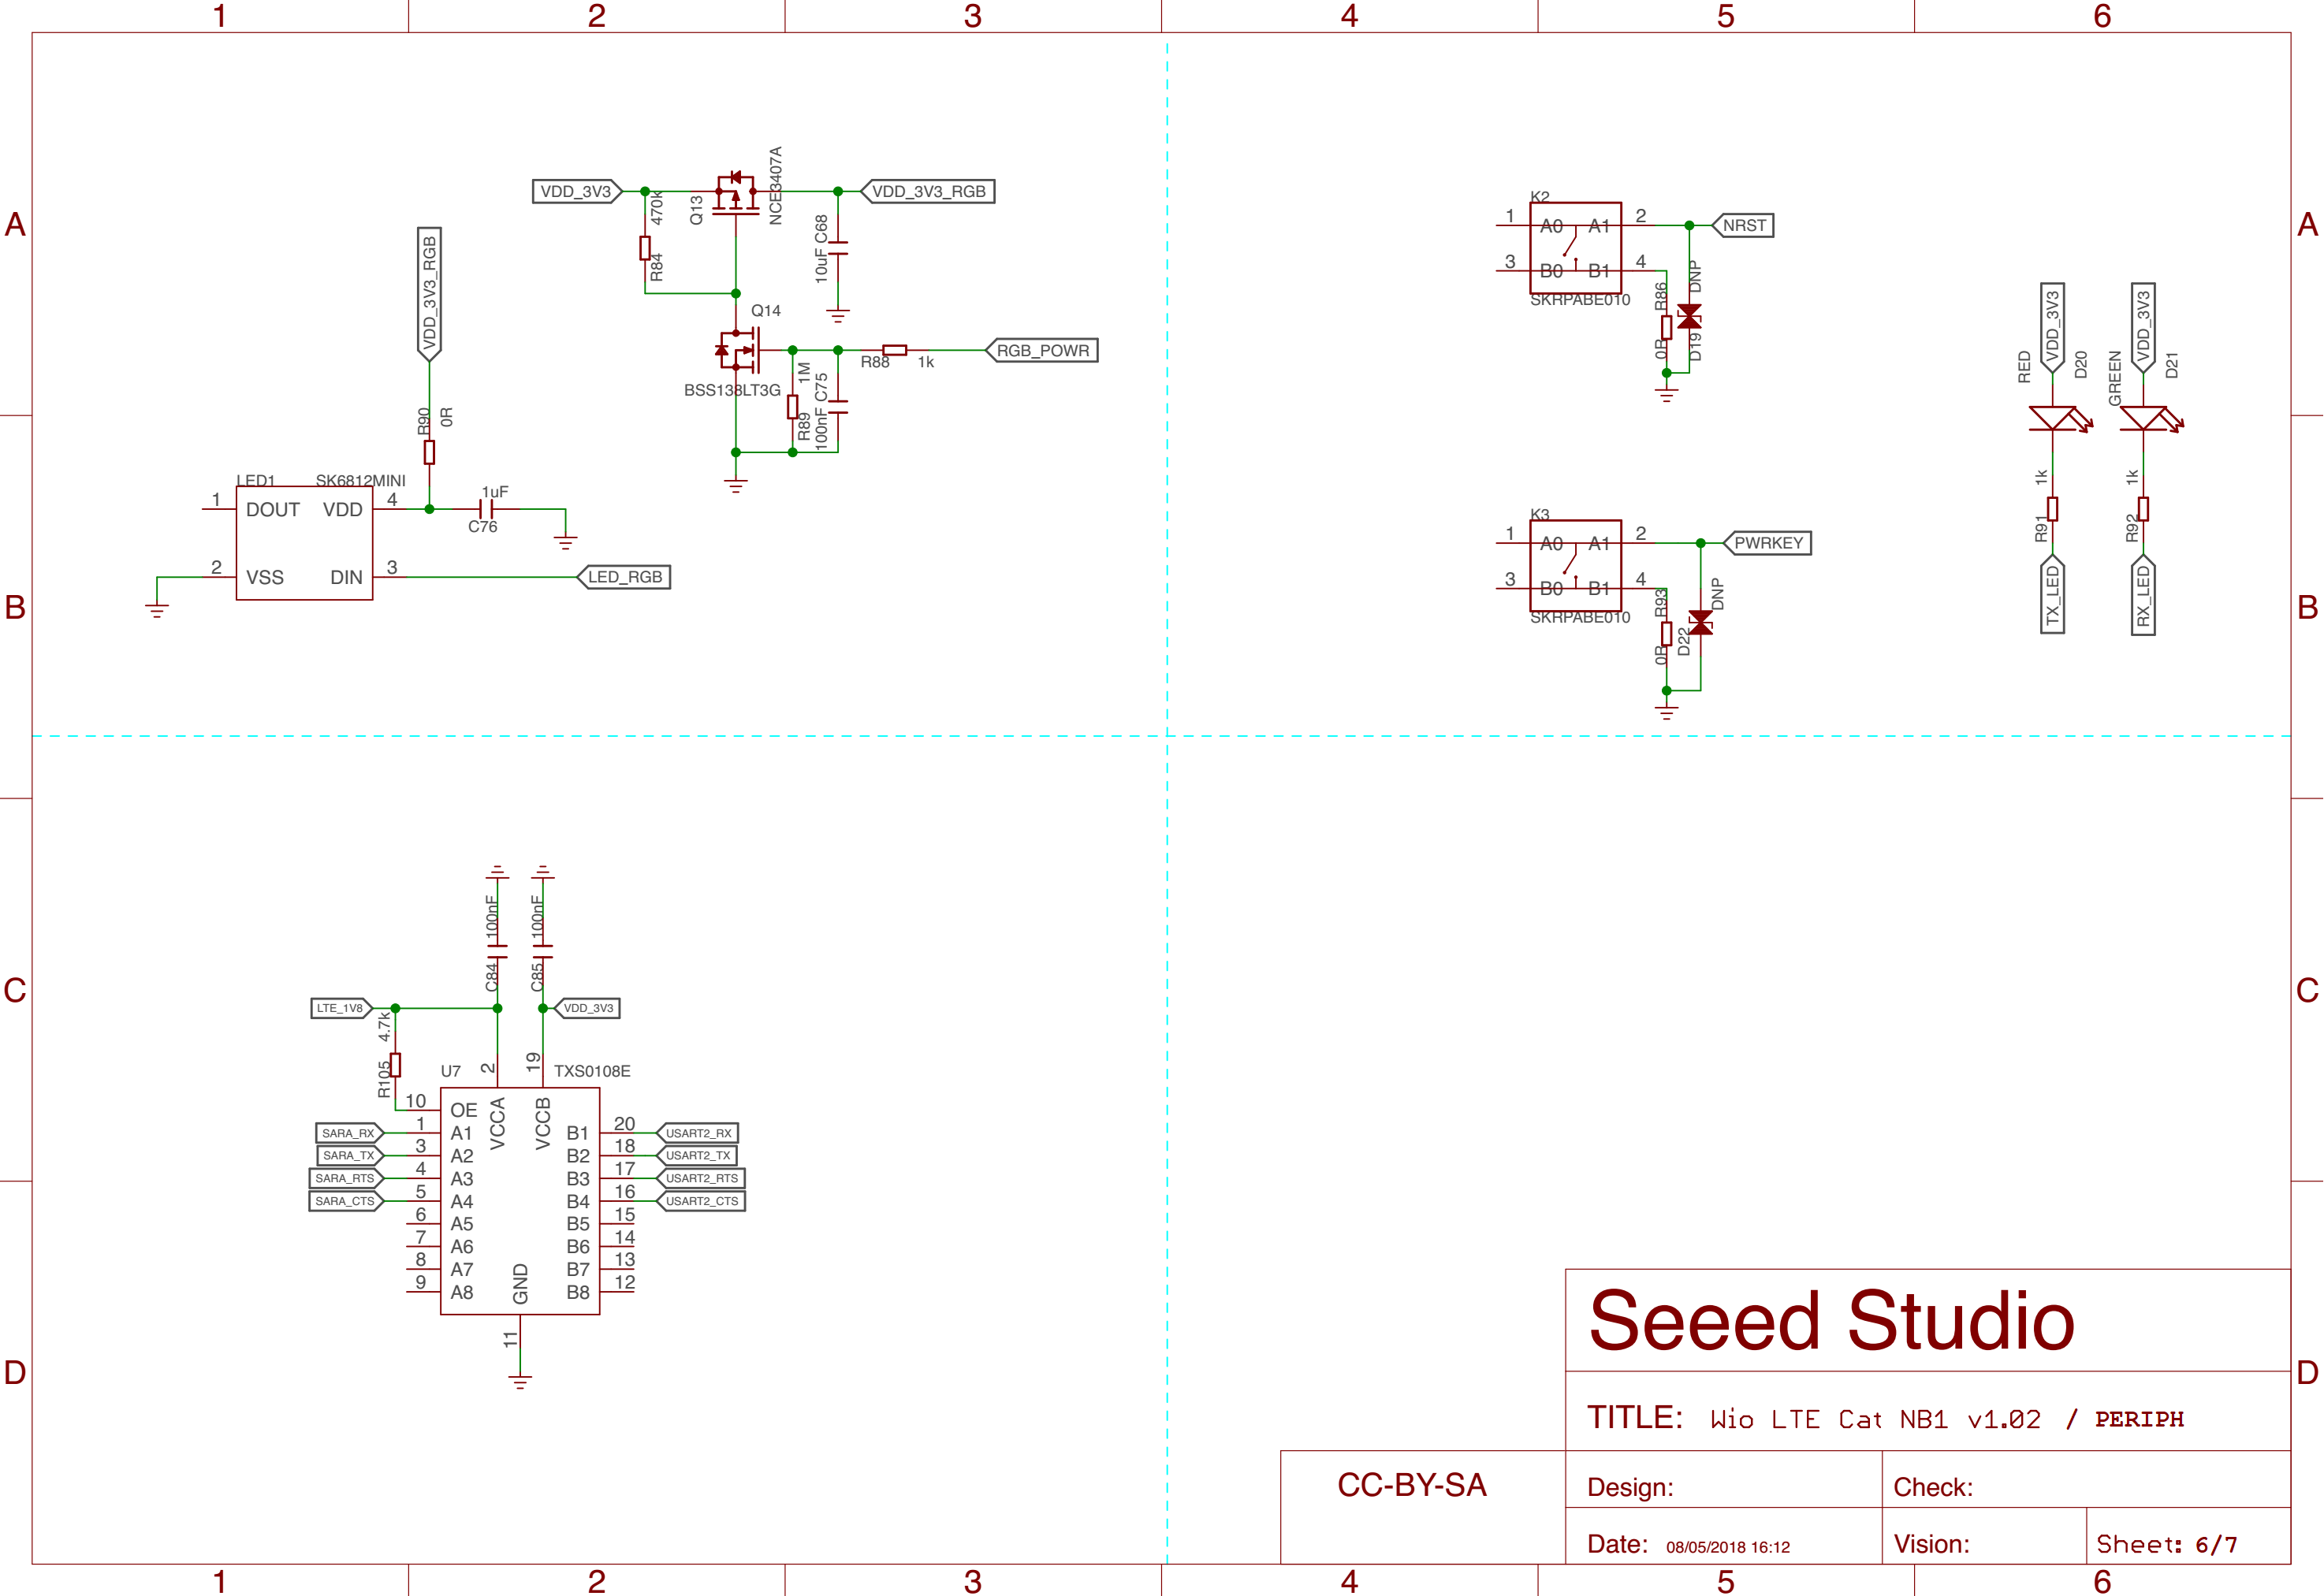 1 2 3 4 5 6
A A
B B
C C
D D
VDD_3V3
470k
R84
Q13
NCE3407A
VDD_3V3_RGB
10uF C68
Q14
BSS138LT3G
1M
R89
100nF C75
R88 1k
RGB_POWR
VDD_3V3_RGB
R90
0R
LED1 SK6812MINI
1 DOUT VDD 4
2 VSS DIN 3
1uF
C76
LED_RGB
K2
1 A0 A1 2
3 B0 B1 4
SKRPABE010
NRST
R86
0R
DNP
D19
K3
1 A0 A1 2
3 B0 B1 4
SKRPABE010
PWRKEY
R93
0R
DNP
D22
RED
VDD_3V3
D20
1k
R91
TX_LED
GREEN
VDD_3V3
D21
1k
R92
RX_LED
100nF
C84
100nF
C85
LTE_1V8
VDD_3V3
4.7k
R105
U7
TXS0108E
2
VCCA
19
VCCB
10 OE
SARA_RX 1 A1 B1 20 USART2_RX
SARA_TX 3 A2 B2 18 USART2_TX
SARA_RTS 4 A3 B3 17 USART2_RTS
SARA_CTS 5 A4 B4 16 USART2_CTS
6 A5 B5 15
7 A6 B6 14
8 A7 B7 13
9 A8 B8 12
GND
11
Seeed Studio
TITLE: Wio LTE Cat NB1 v1.02 / PERIPH
CC-BY-SA
Design: Check:
Date: 08/05/2018 16:12 Vision: Sheet: 6/7
1 2 3 4 5 6